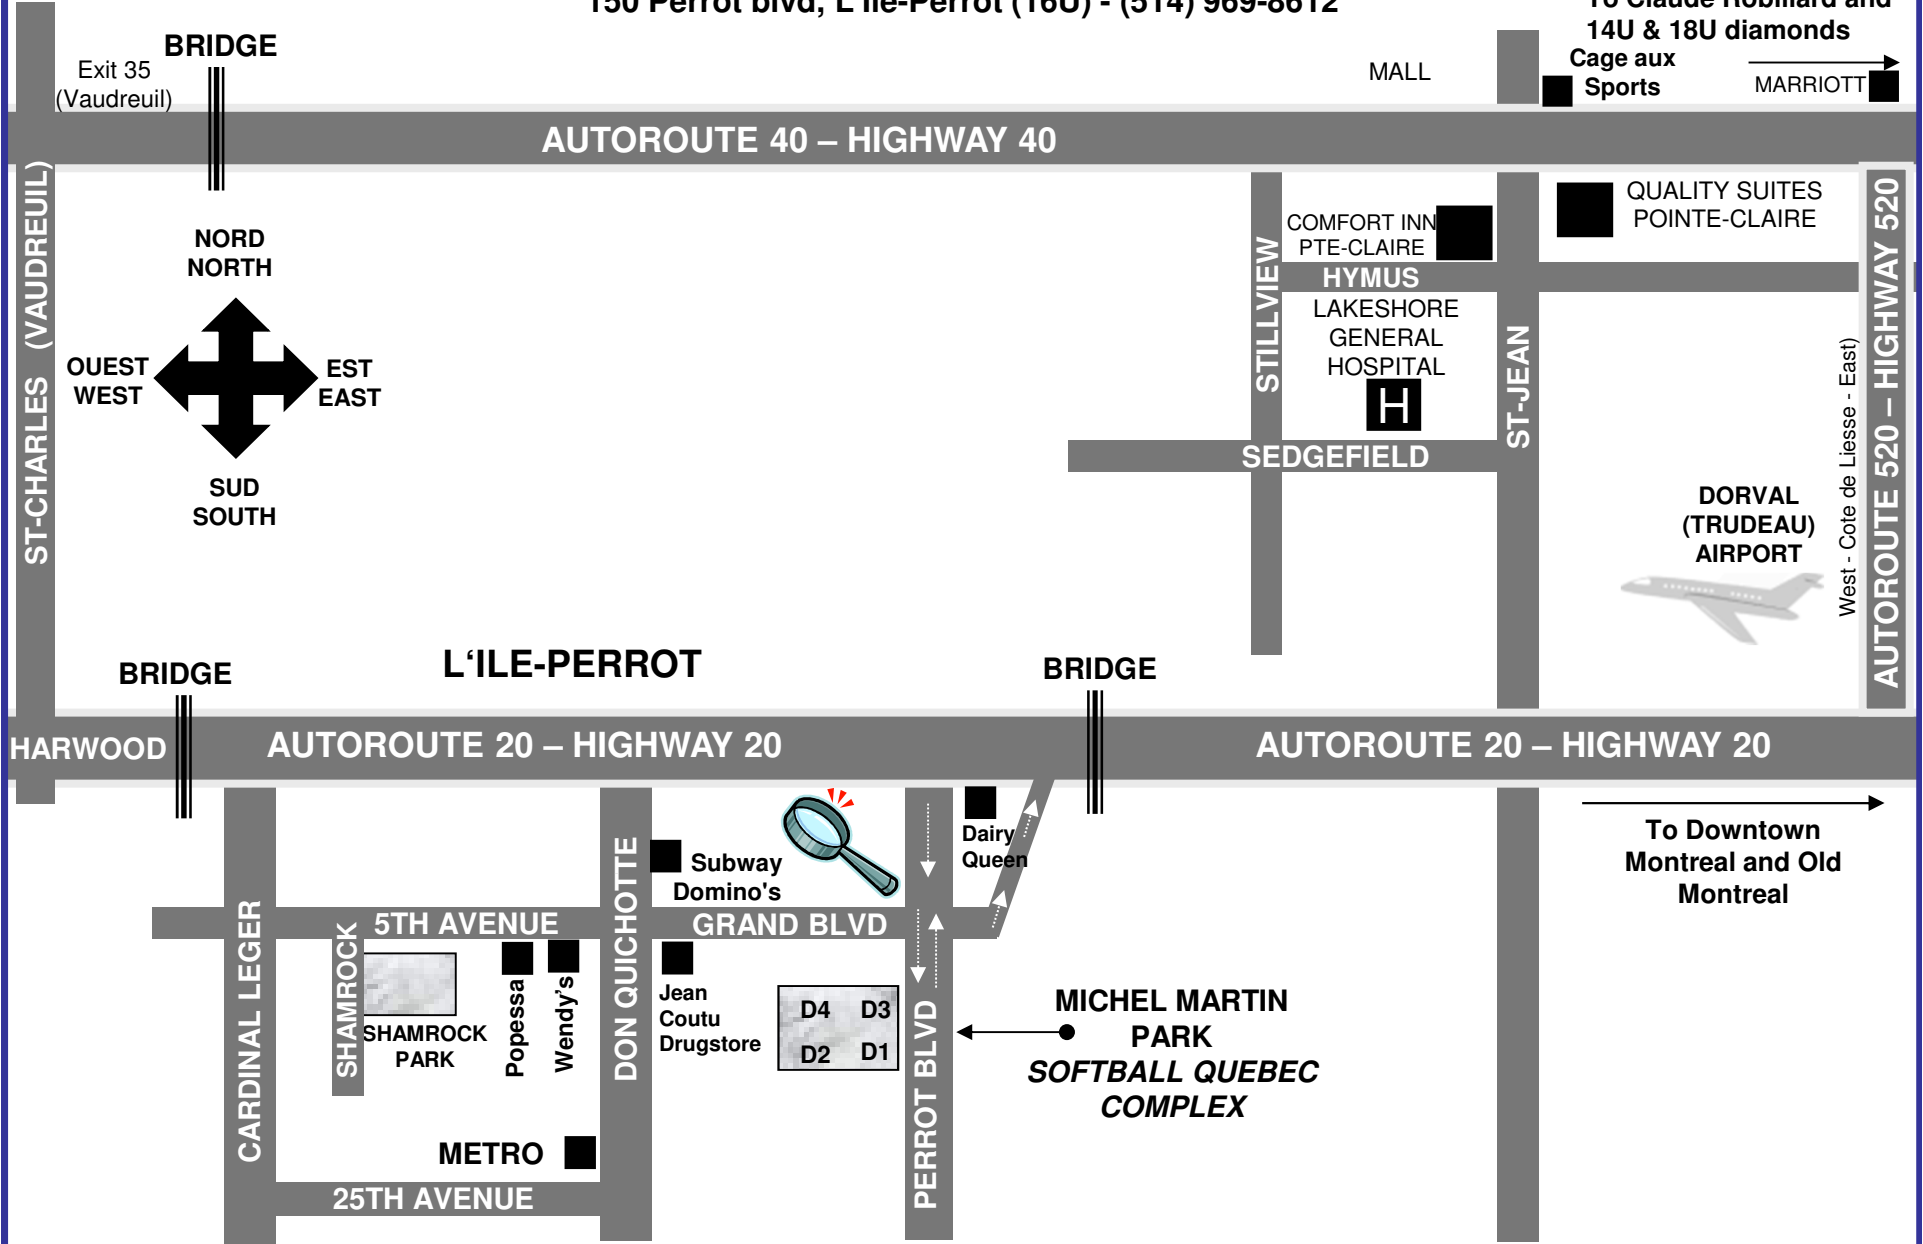 150 Perrot blvd, L'Ile-Perrot (16U) - (514) 969-8612
To Claude Robillard and
14U & 18U diamonds
BRIDGE
Exit 35
(Vaudreuil)
MALL
Cage aux
Sports
MARRIOTT
AUTOROUTE 40 – HIGHWAY 40
ST-CHARLES (VAUDREUIL)
NORD
NORTH
OUEST
WEST
EST
EAST
SUD
SOUTH
STILLVIEW
COMFORT INN
PTE-CLAIRE
QUALITY SUITES
POINTE-CLAIRE
HYMUS
LAKESHORE
GENERAL
HOSPITAL
H
ST-JEAN
SEDGEFIELD
DORVAL
(TRUDEAU)
AIRPORT
West - Cote de Liesse - East)
AUTOROUTE 520 – HIGHWAY 520
BRIDGE
L‘ILE-PERROT
BRIDGE
HARWOOD
AUTOROUTE 20 – HIGHWAY 20
AUTOROUTE 20 – HIGHWAY 20
Dairy
Queen
To Downtown
Montreal and Old
Montreal
Subway
Domino's
5TH AVENUE
GRAND BLVD
CARDINAL LEGER
SHAMROCK
SHAMROCK
PARK
Popessa
Wendy’s
DON QUICHOTTE
Jean
Coutu
Drugstore
D4 D3
D2 D1
PERROT BLVD
MICHEL MARTIN
PARK
SOFTBALL QUEBEC
COMPLEX
METRO
25TH AVENUE